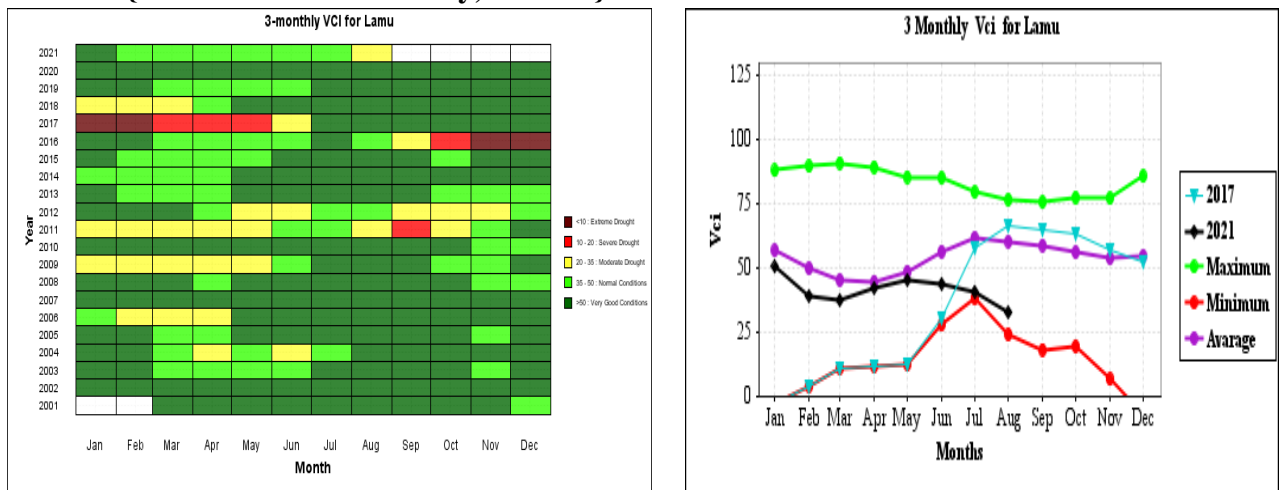 3-monthly VCI for Lamu
Year
2021
2020
2019
2018
2017
2016
2015
2014
2013
2012
2011
2010
2009
2008
2007
2006
2005
2004
2003
2002
2001
Jan Feb Mar Apr May Jun Jul Aug Sep Oct Nov Dec
Month
<10 : Extreme Drought
10 - 20 : Severe Drought
20 - 35 : Moderate Drought
35 - 50 : Normal Conditions
>50 : Very Good Conditions
3 Monthly Vci for Lamu
Vci
125
100
75
50
25
0
Jan Feb Mar Apr May Jun Jul Aug Sep Oct Nov Dec
Months
2017
2021
Maximum
Minimum
Avarage